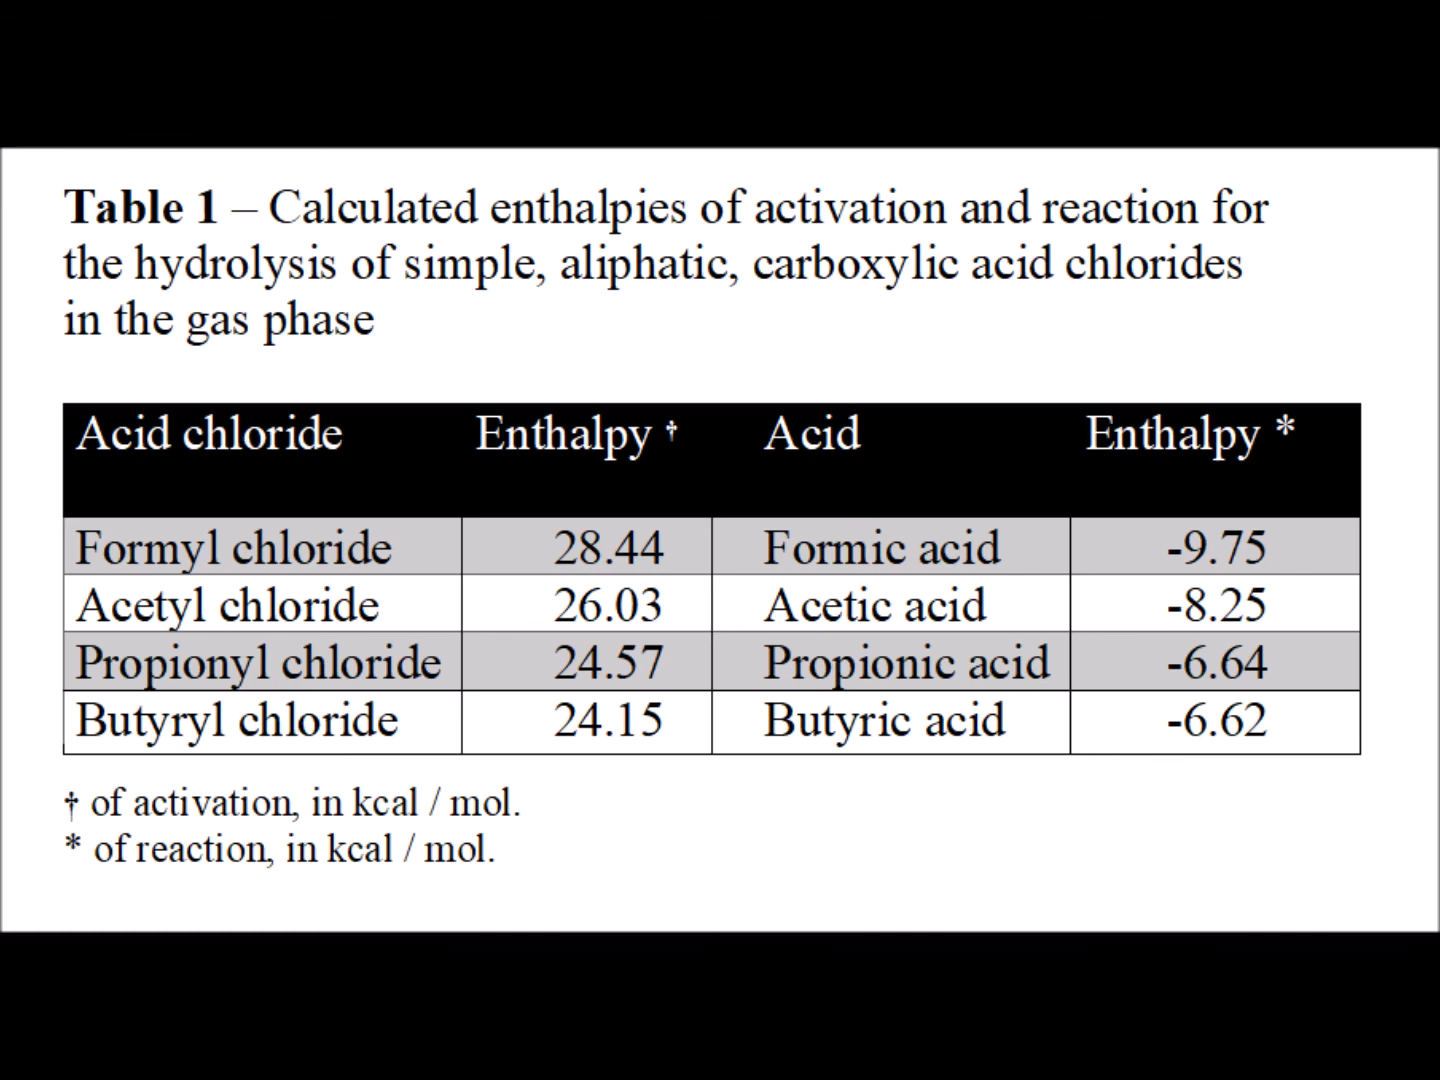 Table 1 – Calculated enthalpies of activation and reaction for
the hydrolysis of simple, aliphatic, carboxylic acid chlorides
in the gas phase
Acid chloride Enthalpy † Acid Enthalpy *
Formyl chloride 28.44 Formic acid -9.75
Acetyl chloride 26.03 Acetic acid -8.25
Propionyl chloride 24.57 Propionic acid -6.64
Butyryl chloride 24.15 Butyric acid -6.62
† of activation, in kcal / mol.
* of reaction, in kcal / mol.